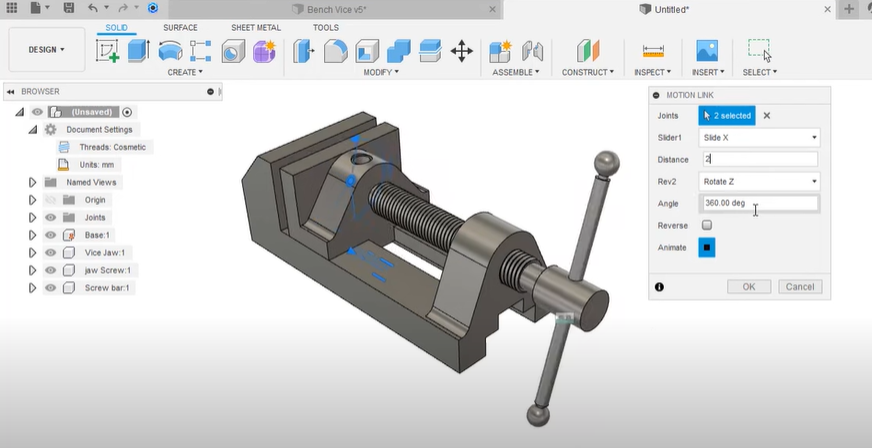 Bench Vice v5*
Untitled*
SOLID
SURFACE
SHEET METAL
TOOLS
DESIGN
CREATE
MODIFY
ASSEMBLE
CONSTRUCT
INSPECT
INSERT
SELECT
BROWSER
(Unsaved)
Document Settings
Threads: Cosmetic
Units: mm
Named Views
Origin
Joints
Base:1
Vice Jaw:1
jaw Screw:1
Screw bar:1
MOTION LINK
Joints 2 selected
Slider1 Slide X
Distance 2
Rev2 Rotate Z
Angle 360.00 deg
Reverse
Animate
OK Cancel